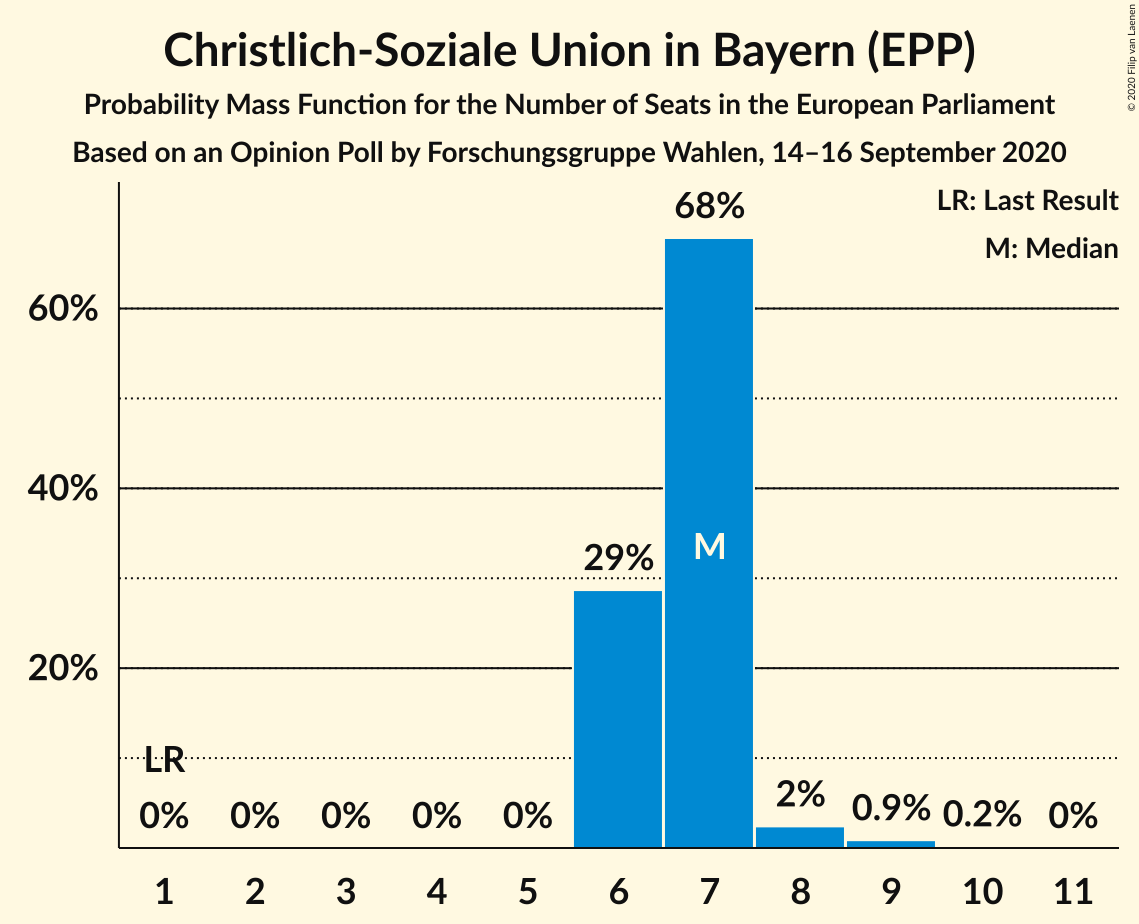 Christlich-Soziale Union in Bayern (EPP)
Probability Mass Function for the Number of Seats in the European Parliament
Based on an Opinion Poll by Forschungsgruppe Wahlen, 14–16 September 2020
© 2020 Filip van Laenen
LR: Last Result
M: Median
68%
60%
40%
M
29%
20%
LR
0% 0% 0% 0% 0% 2% 0.9% 0.2% 0%
1 2 3 4 5 6 7 8 9 10 11